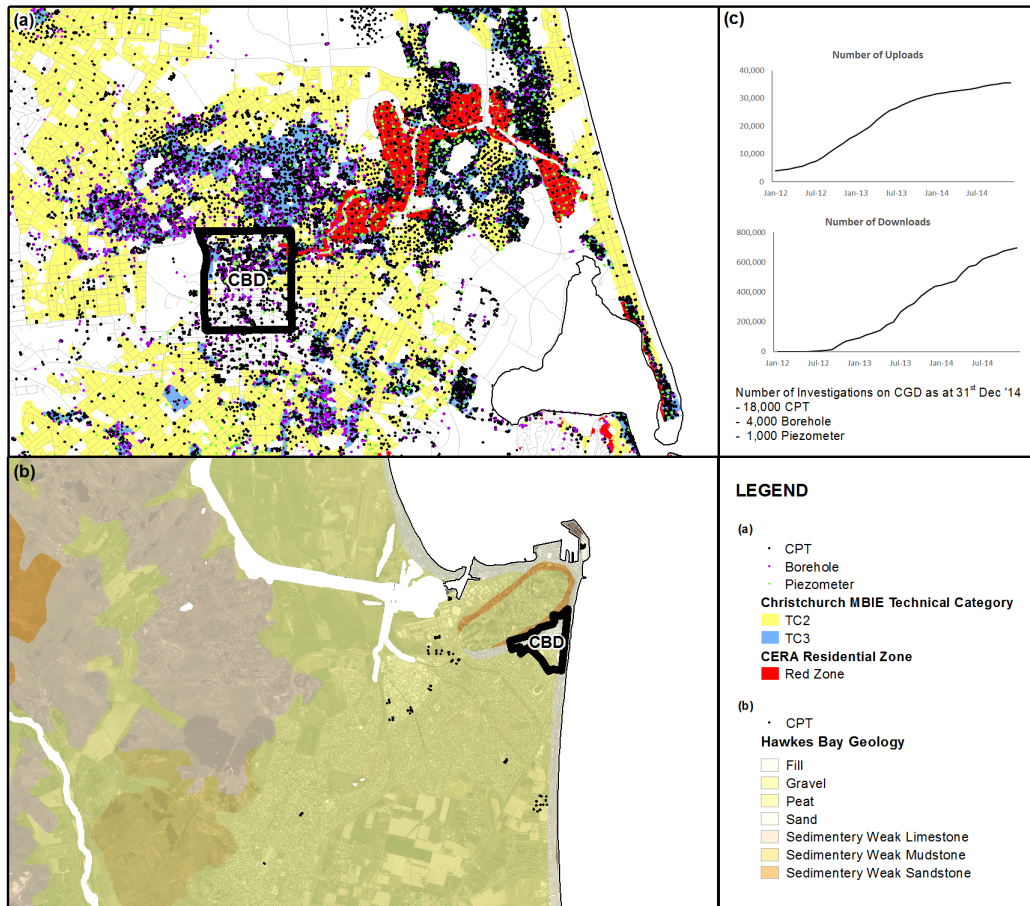 (a)
CBD
(c)
Number of Uploads
40,000
30,000
20,000
10,000
0
Jan-12 Jul-12 Jan-13 Jul-13 Jan-14 Jul-14
Number of Downloads
800,000
600,000
400,000
200,000
0
Jan-12 Jul-12 Jan-13 Jul-13 Jan-14 Jul-14
Number of Investigations on CGD as at 31st Dec '14
- 18,000 CPT
- 4,000 Borehole
- 1,000 Piezometer
(b)
CBD
LEGEND
(a)
CPT
Borehole
Piezometer
Christchurch MBIE Technical Category
TC2
TC3
CERA Residential Zone
Red Zone
(b)
CPT
Hawkes Bay Geology
Fill
Gravel
Peat
Sand
Sedimentery Weak Limestone
Sedimentery Weak Mudstone
Sedimentery Weak Sandstone